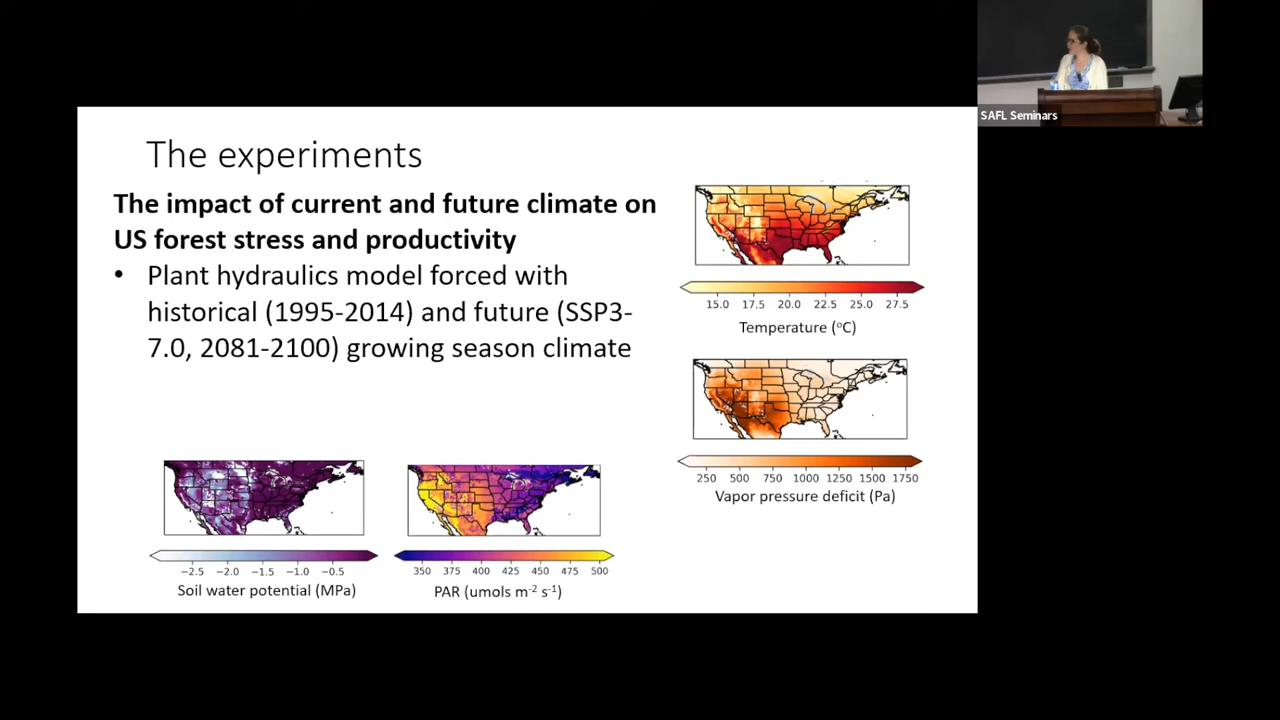 SAFL Seminars
The experiments
The impact of current and future climate on
US forest stress and productivity
• Plant hydraulics model forced with
historical (1995-2014) and future (SSP3-
7.0, 2081-2100) growing season climate
15.0 17.5 20.0 22.5 25.0 27.5
Temperature (°C)
250 500 750 1000 1250 1500 1750
Vapor pressure deficit (Pa)
−2.5 −2.0 −1.5 −1.0 −0.5
Soil water potential (MPa)
350 375 400 425 450 475 500
PAR (umols m⁻² s⁻¹)